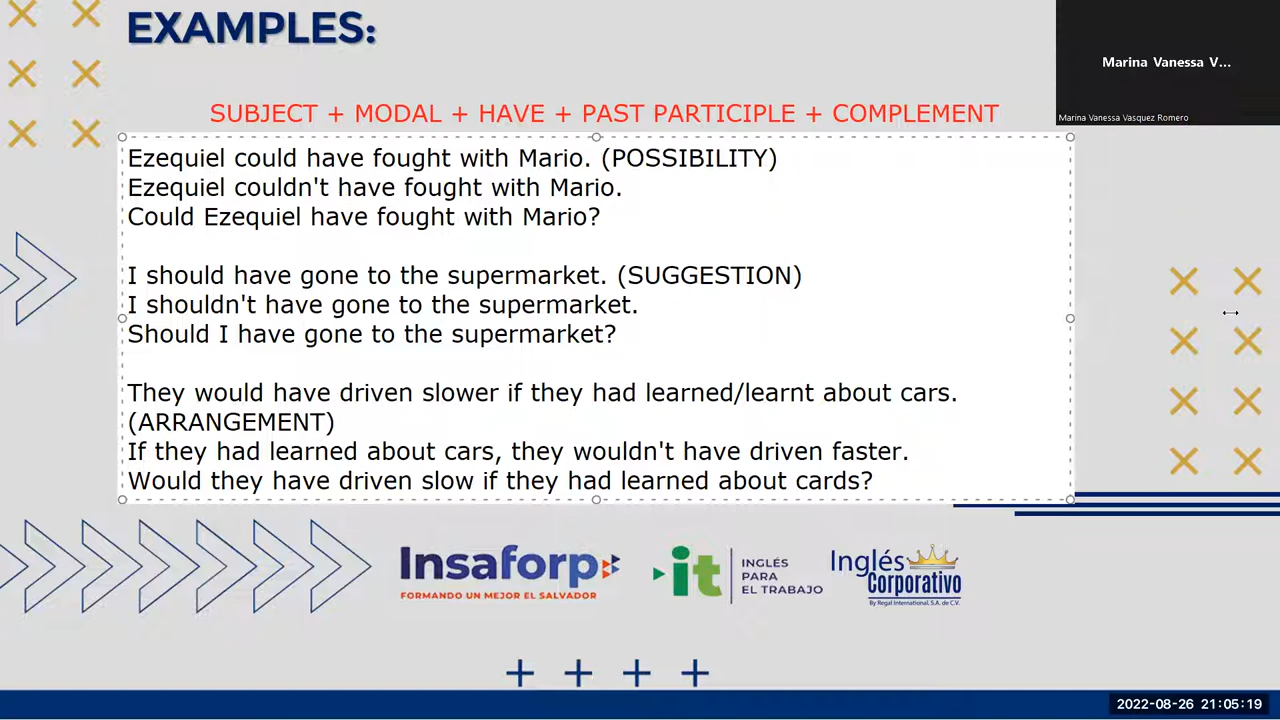 EXAMPLES:
Marina Vanessa V...
Marina Vanessa Vasquez Romero
SUBJECT + MODAL + HAVE + PAST PARTICIPLE + COMPLEMENT
Ezequiel could have fought with Mario. (POSSIBILITY)
Ezequiel couldn't have fought with Mario.
Could Ezequiel have fought with Mario?
I should have gone to the supermarket. (SUGGESTION)
I shouldn't have gone to the supermarket.
Should I have gone to the supermarket?
They would have driven slower if they had learned/learnt about cars.
(ARRANGEMENT)
If they had learned about cars, they wouldn't have driven faster.
Would they have driven slow if they had learned about cards?
Insaforp
FORMANDO UN MEJOR EL SALVADOR
it
INGLÉS
PARA
EL TRABAJO
Inglés
Corporativo
By Regal International, S.A. de C.V.
2022-08-26 21:05:19